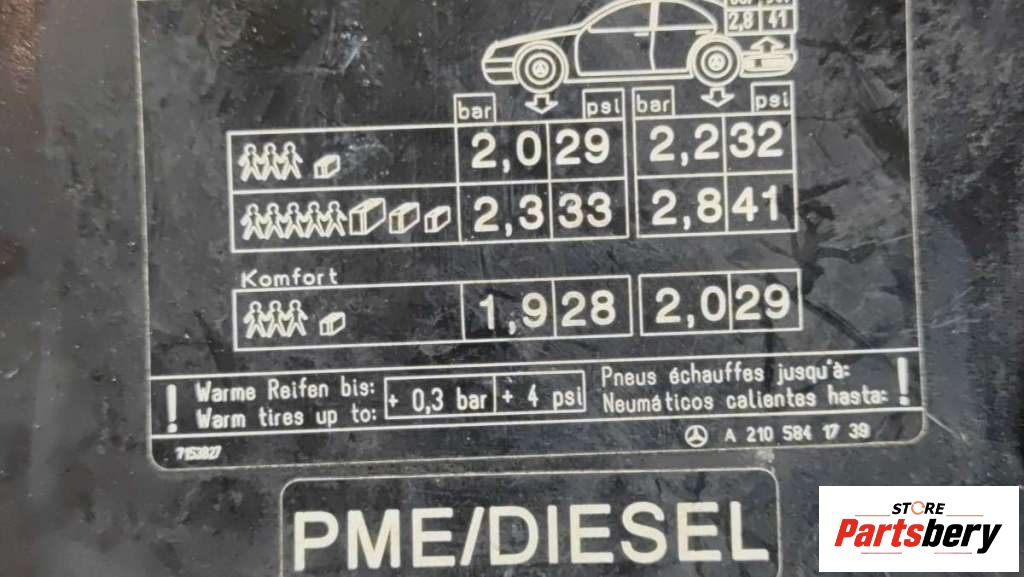 2,8 41
bar psi bar psi
2,0 29 2,2 32
2,3 33 2,8 41
Komfort
1,9 28 2,0 29
! Warme Reifen bis: + 0,3 bar + 4 psi Pneus échauffes jusqu'à: !
Warm tires up to: Neumáticos calientes hasta:
A 210 584 17 39
7153827
PME/DIESEL
STORE
Partsbery